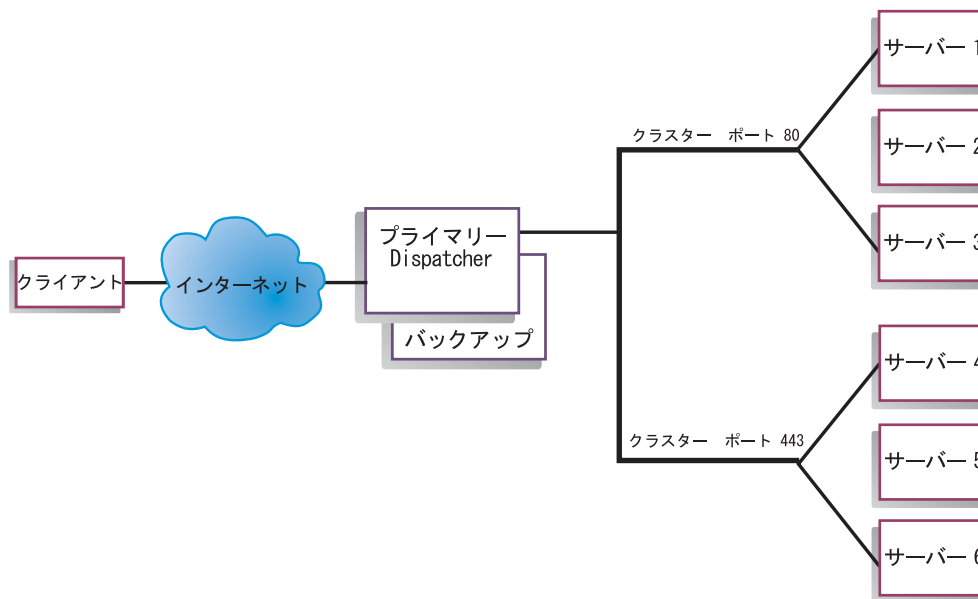 クライアント
インターネット
プライマリー
Dispatcher
バックアップ
クラスター　ポート 80
サーバー 1
サーバー 2
サーバー 3
クラスター　ポート 443
サーバー 4
サーバー 5
サーバー 6